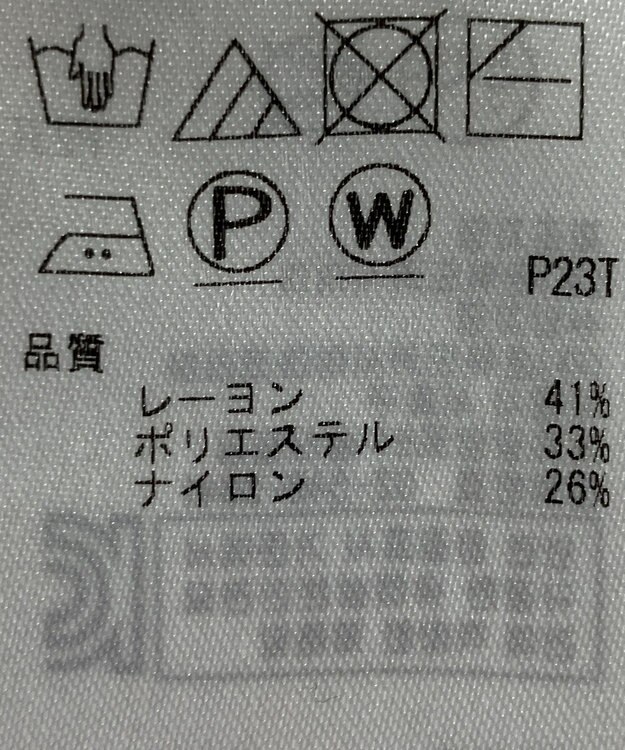 P W
P23T
品質
レーヨン 41%
ポリエステル 33%
ナイロン 26%